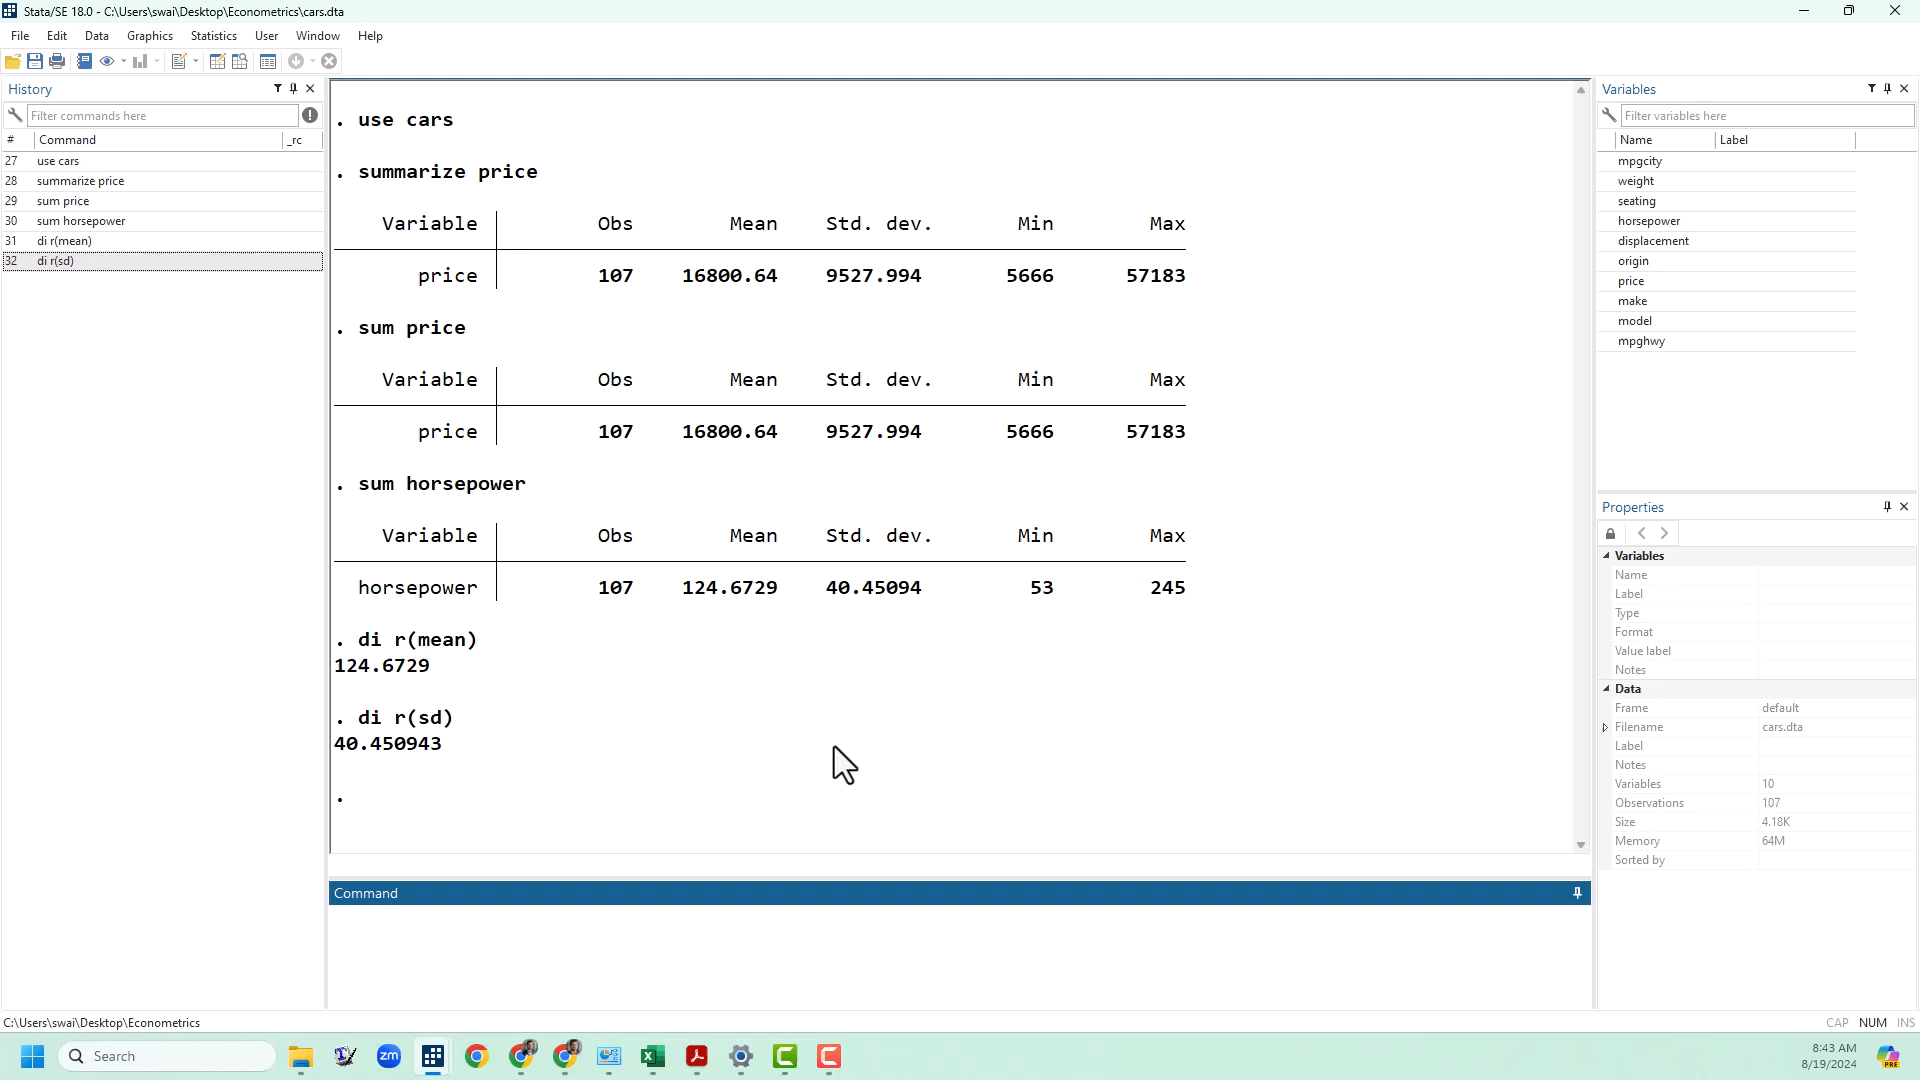 Stata/SE 18.0 - C:\Users\swai\Desktop\Econometrics\cars.dta
File Edit Data Graphics Statistics User Window Help
History
Filter commands here
# Command _rc
27 use cars
28 summarize price
29 sum price
30 sum horsepower
31 di r(mean)
32 di r(sd)
. use cars
. summarize price
Variable Obs Mean Std. dev. Min Max
price 107 16800.64 9527.994 5666 57183
. sum price
Variable Obs Mean Std. dev. Min Max
price 107 16800.64 9527.994 5666 57183
. sum horsepower
Variable Obs Mean Std. dev. Min Max
horsepower 107 124.6729 40.45094 53 245
. di r(mean)
124.6729
. di r(sd)
40.450943
.
Command
Variables
Filter variables here
Name Label
mpgcity
weight
seating
horsepower
displacement
origin
price
make
model
mpghwy
Properties
Variables
Name
Label
Type
Format
Value label
Notes
Data
Frame default
Filename cars.dta
Label
Notes
Variables 10
Observations 107
Size 4.18K
Memory 64M
Sorted by
C:\Users\swai\Desktop\Econometrics
CAP NUM INS
Search
zm
8:43 AM
8/19/2024
PRE